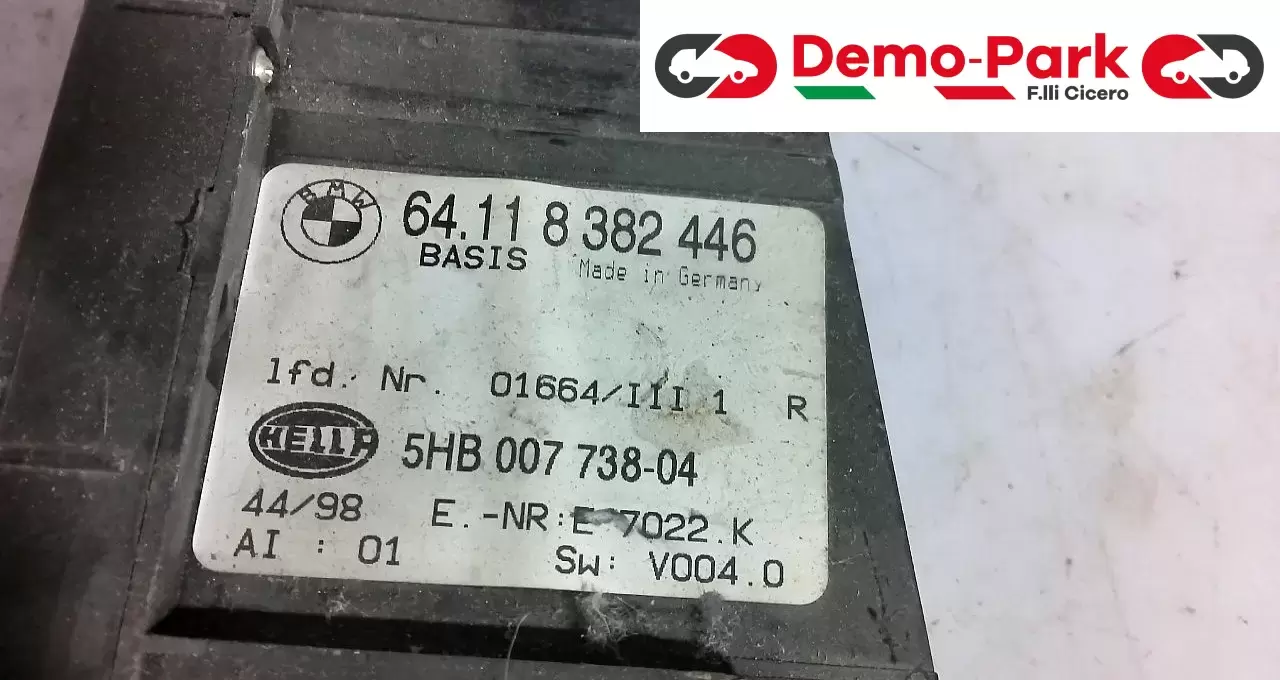 Demo-Park
F.lli Cicero
BMW
64.11 8 382 446
BASIS Made in Germany
lfd. Nr. 01664/III 1 R
HELLA 5HB 007 738-04
44/98 E.-NR:E 7022.K
AI : 01 SW: V004.0